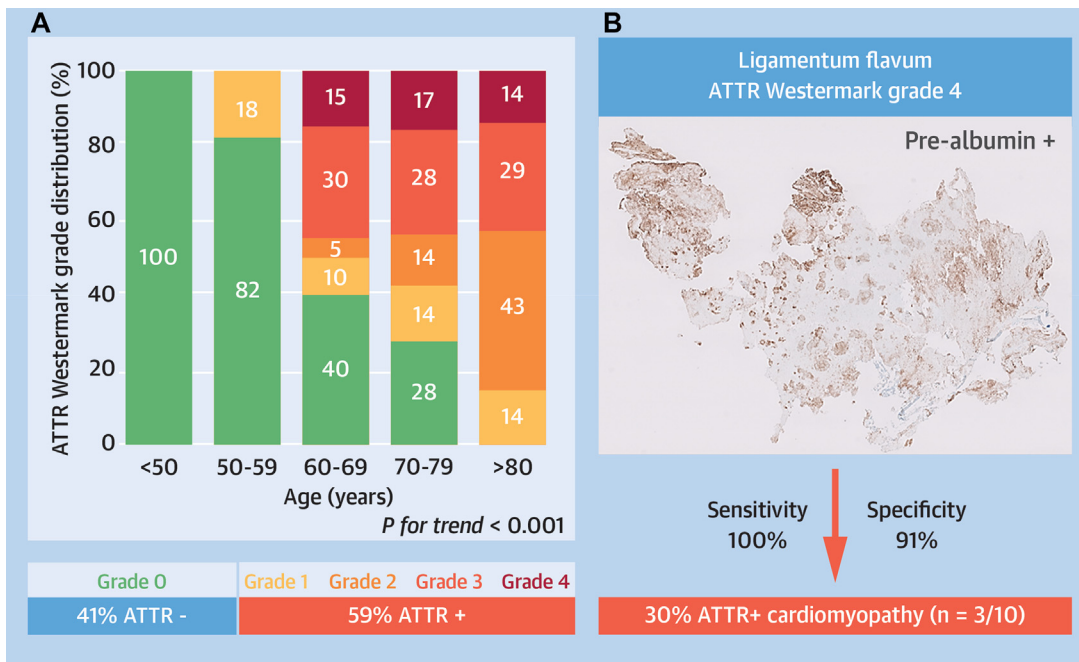 A
ATTR Westermark grade distribution (%)
100
80
60
40
20
0
100
18
82
15
30
5
10
40
17
28
14
14
28
14
29
43
14
<50 50-59 60-69 70-79 >80
Age (years)
P for trend < 0.001
Grade 0 Grade 1 Grade 2 Grade 3 Grade 4
41% ATTR - 59% ATTR +
B
Ligamentum flavum
ATTR Westermark grade 4
Pre-albumin +
Sensitivity Specificity
100% 91%
30% ATTR+ cardiomyopathy (n = 3/10)